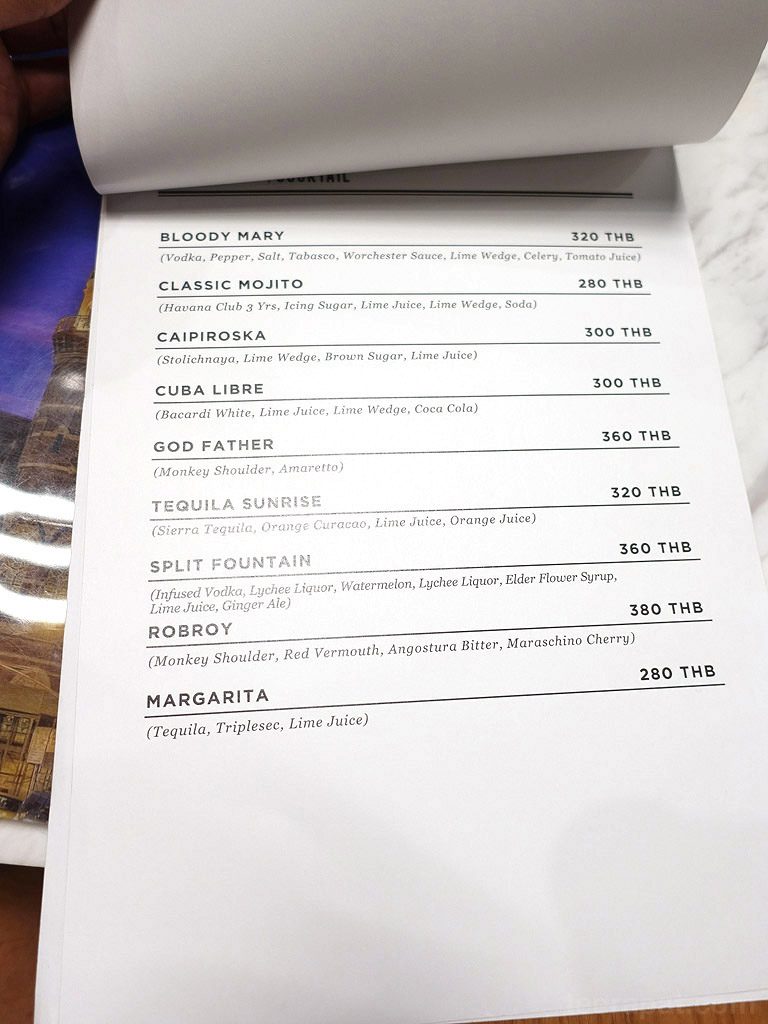 COCKTAIL
BLOODY MARY 320 THB
(Vodka, Pepper, Salt, Tabasco, Worchester Sauce, Lime Wedge, Celery, Tomato Juice)
CLASSIC MOJITO 280 THB
(Havana Club 3 Yrs, Icing Sugar, Lime Juice, Lime Wedge, Soda)
CAIPIROSKA 300 THB
(Stolichnaya, Lime Wedge, Brown Sugar, Lime Juice)
CUBA LIBRE 300 THB
(Bacardi White, Lime Juice, Lime Wedge, Coca Cola)
GOD FATHER 360 THB
(Monkey Shoulder, Amaretto)
TEQUILA SUNRISE 320 THB
(Sierra Tequila, Orange Curacao, Lime Juice, Orange Juice)
SPLIT FOUNTAIN 360 THB
(Infused Vodka, Lychee Liquor, Watermelon, Lychee Liquor, Elder Flower Syrup,
Lime Juice, Ginger Ale)
ROBROY 380 THB
(Monkey Shoulder, Red Vermouth, Angostura Bitter, Maraschino Cherry)
MARGARITA 280 THB
(Tequila, Triplesec, Lime Juice)